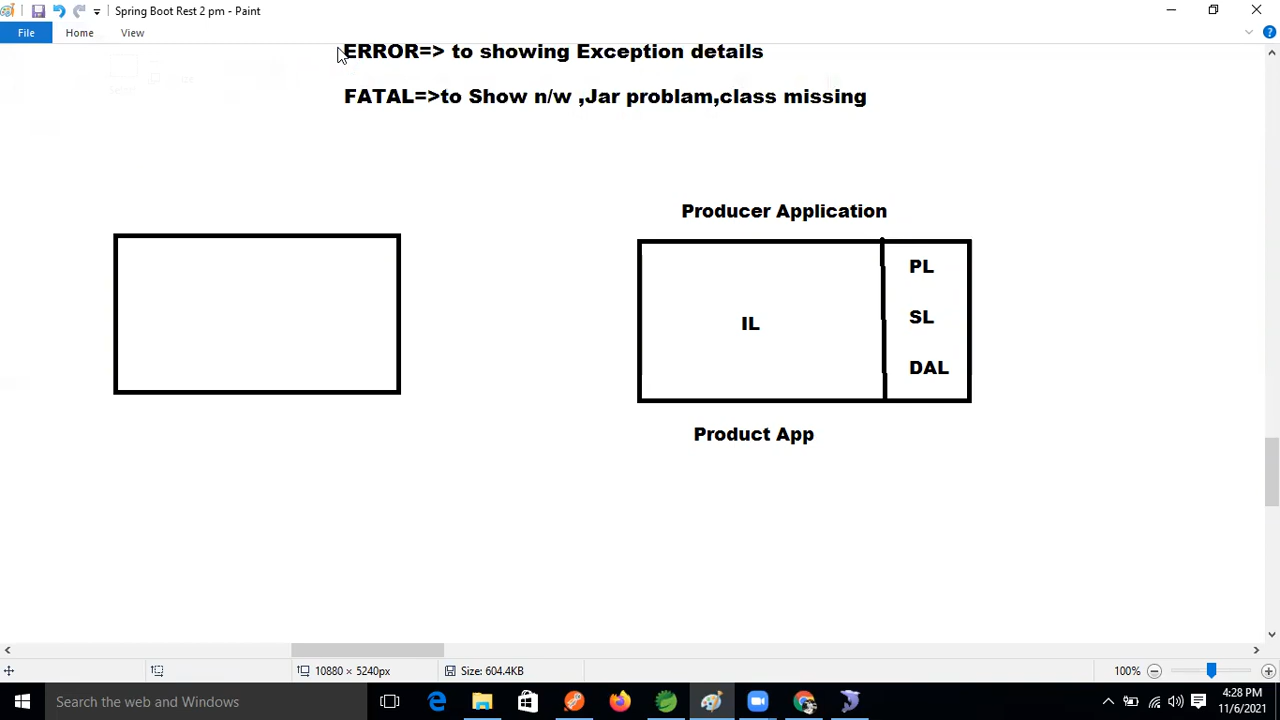 Spring Boot Rest 2 pm - Paint
File Home View
ERROR=> to showing Exception details
FATAL=>to Show n/w ,Jar problam,class missing
Producer Application
PL
IL
SL
DAL
Product App
10880 × 5240px
Size: 604.4KB
100%
Search the web and Windows
4:28 PM
11/6/2021